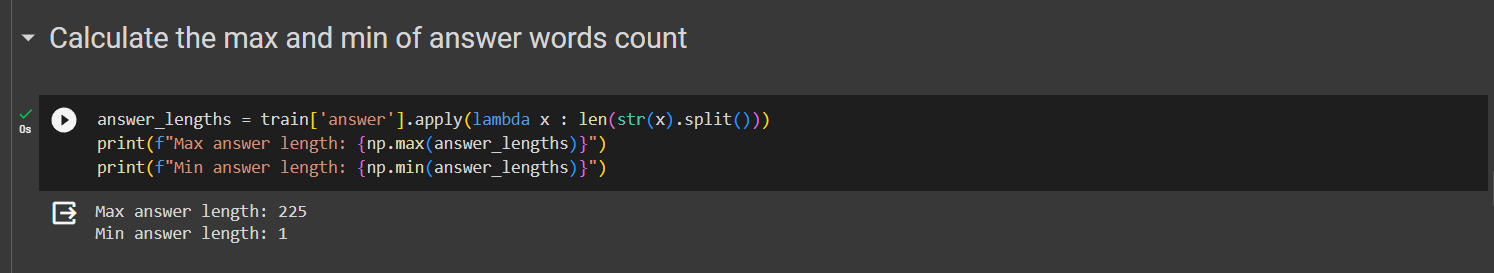 Calculate the max and min of answer words count
answer_lengths = train['answer'].apply(lambda x : len(str(x).split()))
print(f"Max answer length: {np.max(answer_lengths)}")
print(f"Min answer length: {np.min(answer_lengths)}")
0s
Max answer length: 225
Min answer length: 1